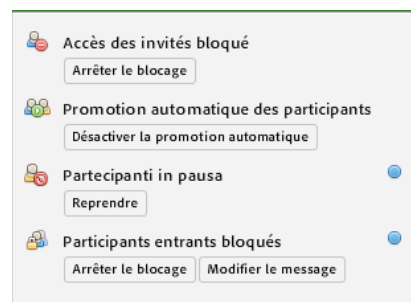 Accès des invités bloqué
Arrêter le blocage
Promotion automatique des participants
Désactiver la promotion automatique
Partecipanti in pausa
Reprendre
Participants entrants bloqués
Arrêter le blocage Modifier le message